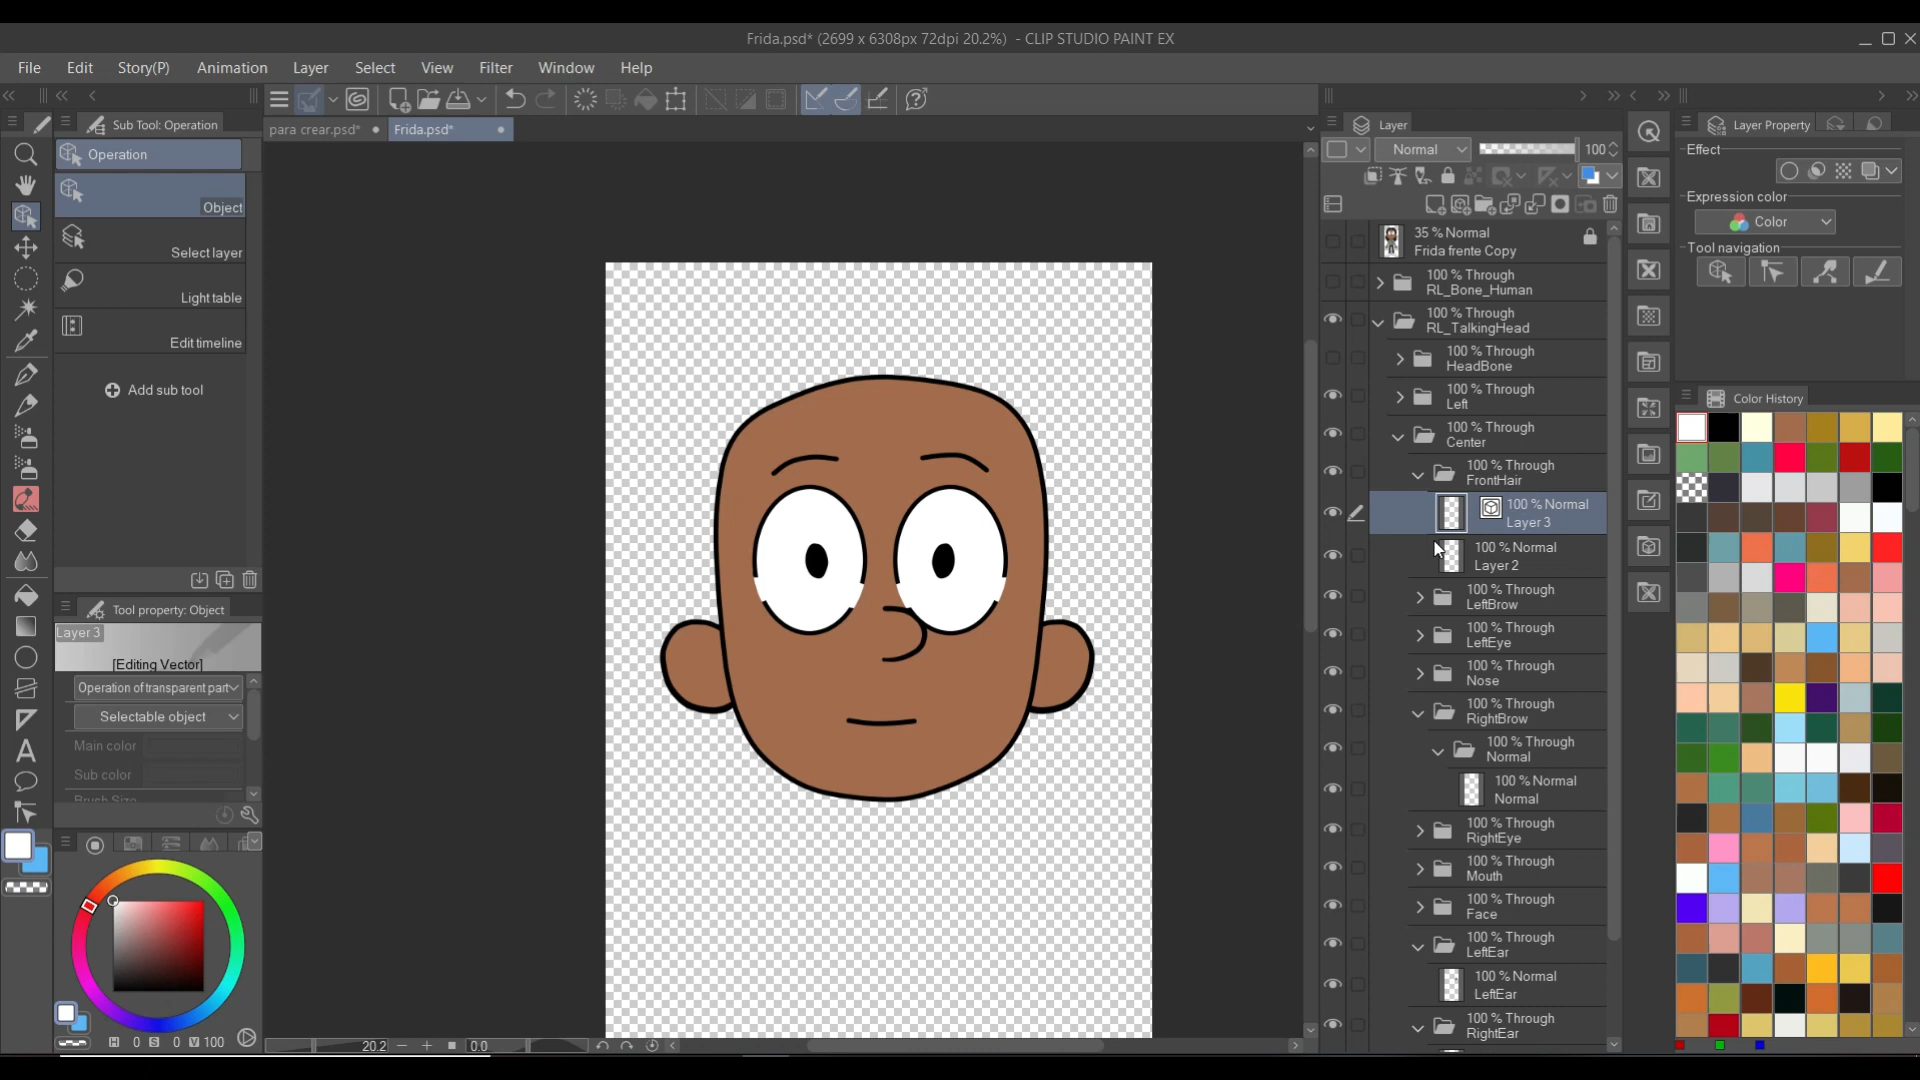 Frida.psd* (2699 x 6308px 72dpi 20.2%)  - CLIP STUDIO PAINT EX
File Edit Story(P) Animation Layer Select View Filter Window Help
para crear.psd*
Frida.psd*
Sub Tool: Operation
Operation
Object
Select layer
Light table
Edit timeline
Add sub tool
Tool property: Object
Layer 3
[Editing Vector]
Operation of transparent part
Selectable object
Main color
Sub color
Brush Size
H 0 S 0 V 100
20.2
0.0
Layer
Normal 100
35 % Normal
Frida frente Copy
100 % Through
RL_Bone_Human
100 % Through
RL_TalkingHead
100 % Through
HeadBone
100 % Through
Left
100 % Through
Center
100 % Through
FrontHair
100 % Normal
Layer 3
100 % Normal
Layer 2
100 % Through
LeftBrow
100 % Through
LeftEye
100 % Through
Nose
100 % Through
RightBrow
100 % Through
Normal
100 % Normal
Normal
100 % Through
RightEye
100 % Through
Mouth
100 % Through
Face
100 % Through
LeftEar
100 % Normal
LeftEar
100 % Through
RightEar
Layer Property
Effect
Expression color
Color
Tool navigation
Color History